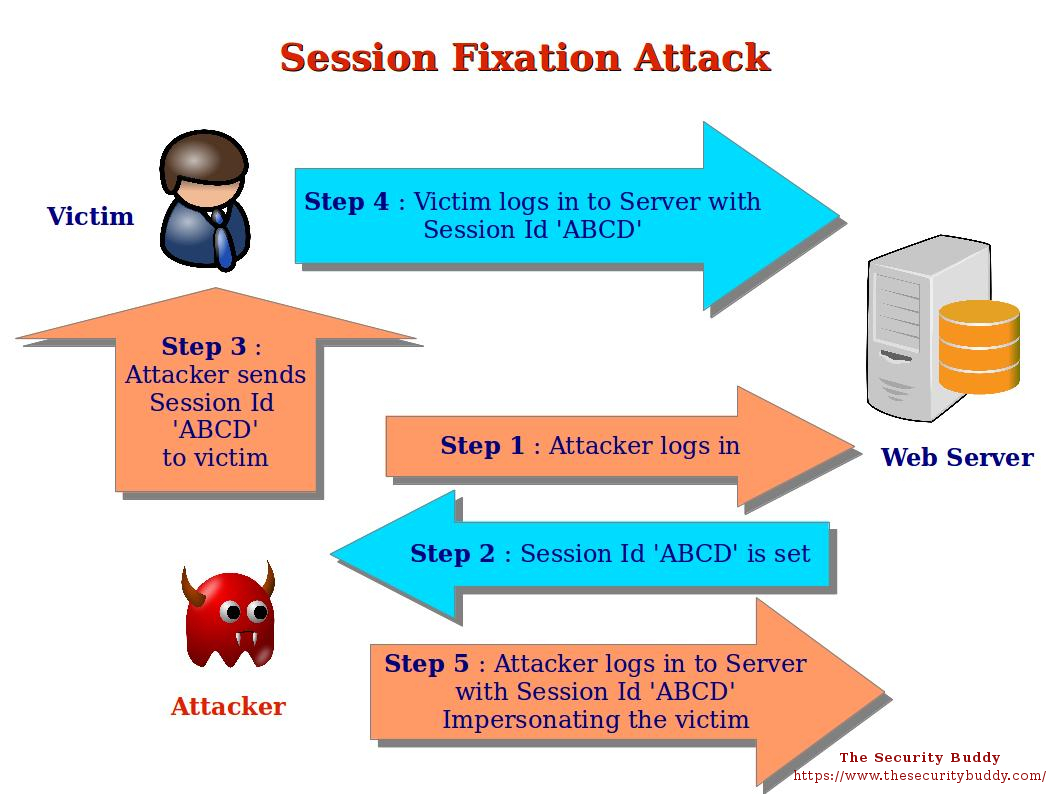 Session Fixation Attack
Victim
Step 4 : Victim logs in to Server with
Session Id 'ABCD'
Step 3 :
Attacker sends
Session Id
'ABCD'
to victim
Step 1 : Attacker logs in
Web Server
Step 2 : Session Id 'ABCD' is set
Attacker
Step 5 : Attacker logs in to Server
with Session Id 'ABCD'
Impersonating the victim
The Security Buddy
https://www.thesecuritybuddy.com/